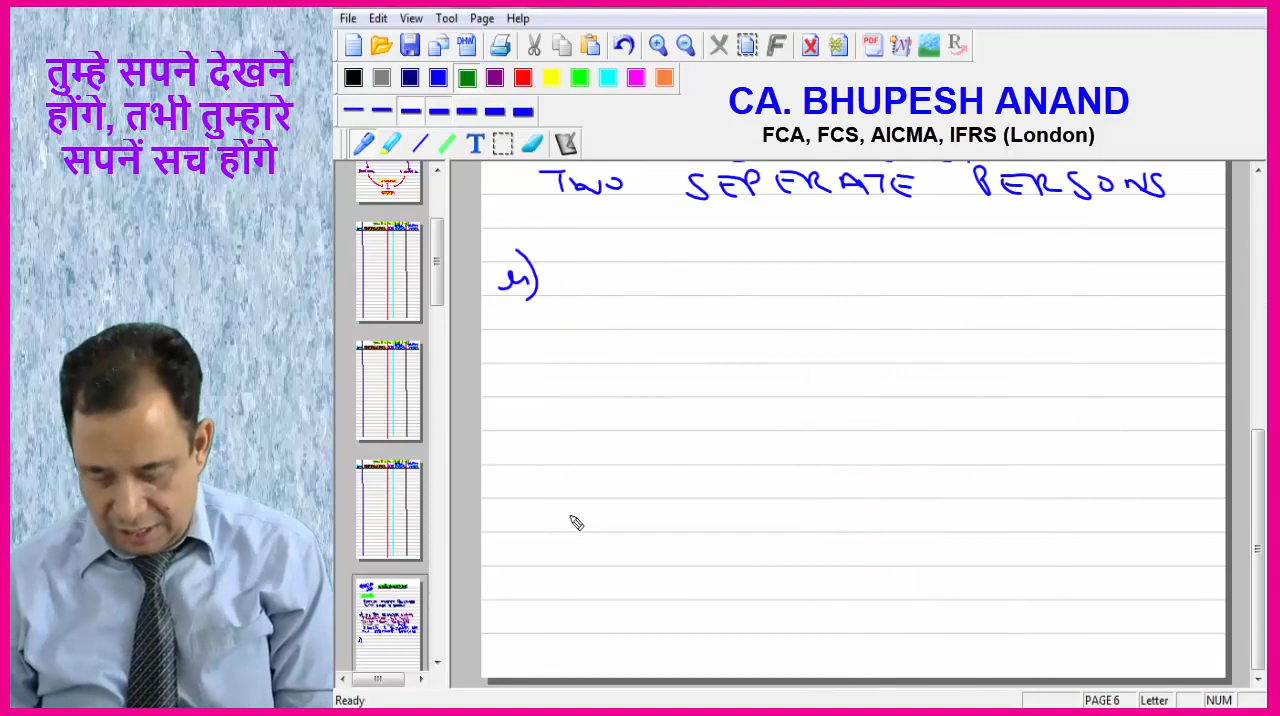 तुम्हे सपने देखने
होंगे, तभी तुम्हारे
सपनें सच होंगे
File Edit View Tool Page Help
CA. BHUPESH ANAND
FCA, FCS, AICMA, IFRS (London)
TWO SEPERATE PERSONS
Ready PAGE 6 Letter NUM